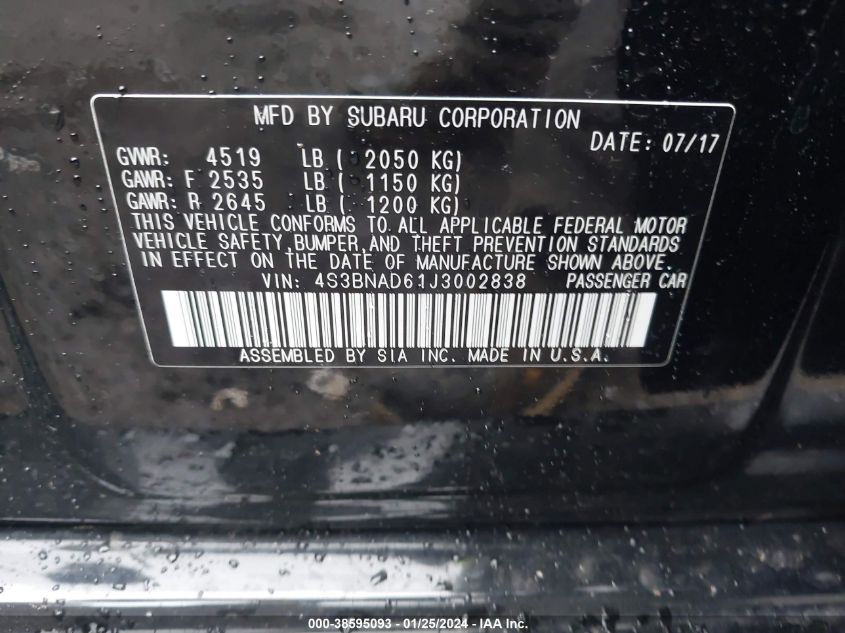 MFD BY SUBARU CORPORATION
DATE: 07/17
GVWR: 4519 LB ( 2050 KG)
GAWR: F 2535 LB ( 1150 KG)
GAWR: R 2645 LB ( 1200 KG)
THIS VEHICLE CONFORMS TO ALL APPLICABLE FEDERAL MOTOR
VEHICLE SAFETY, BUMPER, AND THEFT PREVENTION STANDARDS
IN EFFECT ON THE DATE OF MANUFACTURE SHOWN ABOVE.
VIN: 4S3BNAD61J3002838 PASSENGER CAR
ASSEMBLED BY SIA INC. MADE IN U.S.A.
000-38595093 - 01/25/2024 - IAA Inc.